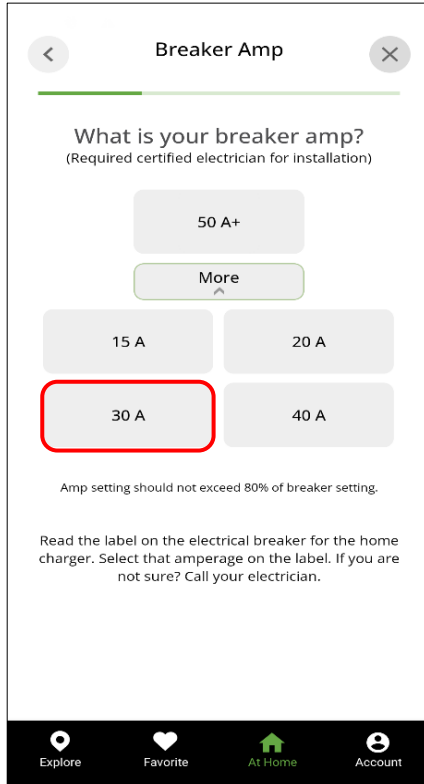 Breaker Amp
What is your breaker amp?
(Required certified electrician for installation)
50 A+
More
15 A
20 A
30 A
40 A
Amp setting should not exceed 80% of breaker setting.
Read the label on the electrical breaker for the home
charger. Select that amperage on the label. If you are
not sure? Call your electrician.
Explore
Favorite
At Home
Account